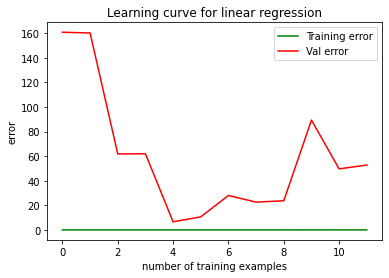 Learning curve for linear regression
Training error
Val error
160
140
120
100
80
60
40
20
0
error
0 2 4 6 8 10
number of training examples